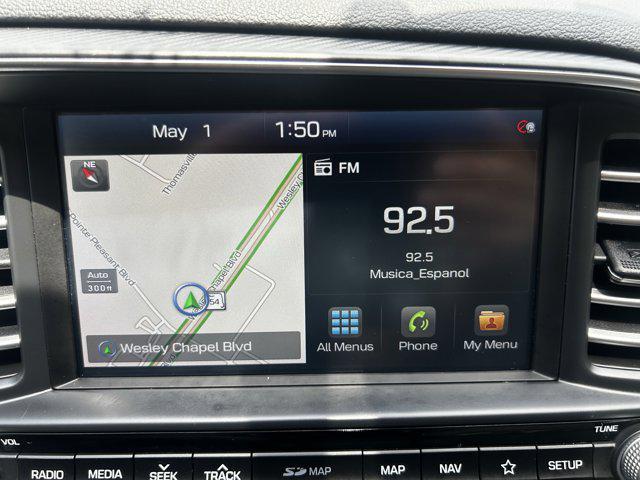 May 1
1:50 PM
NE
Thomasville
Wesley C
FM
92.5
92.5
Musica_Espanol
Pointe Pleasant Blvd
Auto
300ft
Chapel Blvd
54
Wesley Chapel Blvd
All Menus
Phone
My Menu
VOL
TUNE
RADIO
MEDIA
SEEK
TRACK
SD MAP
MAP
NAV
SETUP